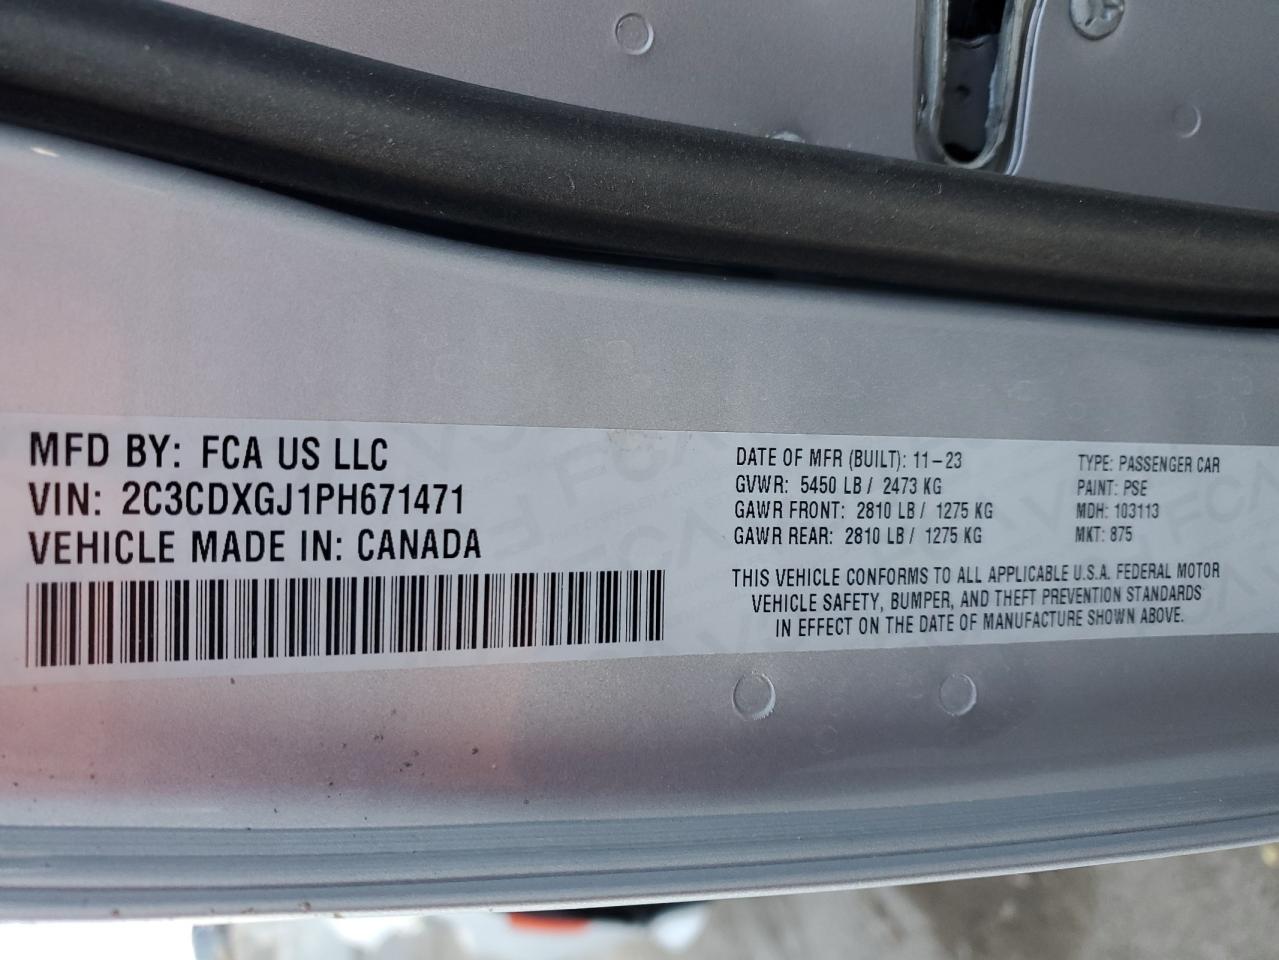 MFD BY: FCA US LLC
VIN: 2C3CDXGJ1PH671471
VEHICLE MADE IN: CANADA
DATE OF MFR (BUILT): 11-23
GVWR: 5450 LB / 2473 KG
GAWR FRONT: 2810 LB / 1275 KG
GAWR REAR: 2810 LB / 1275 KG
TYPE: PASSENGER CAR
PAINT: PSE
MDH: 103113
MKT: 875
THIS VEHICLE CONFORMS TO ALL APPLICABLE U.S.A. FEDERAL MOTOR
VEHICLE SAFETY, BUMPER, AND THEFT PREVENTION STANDARDS
IN EFFECT ON THE DATE OF MANUFACTURE SHOWN ABOVE.